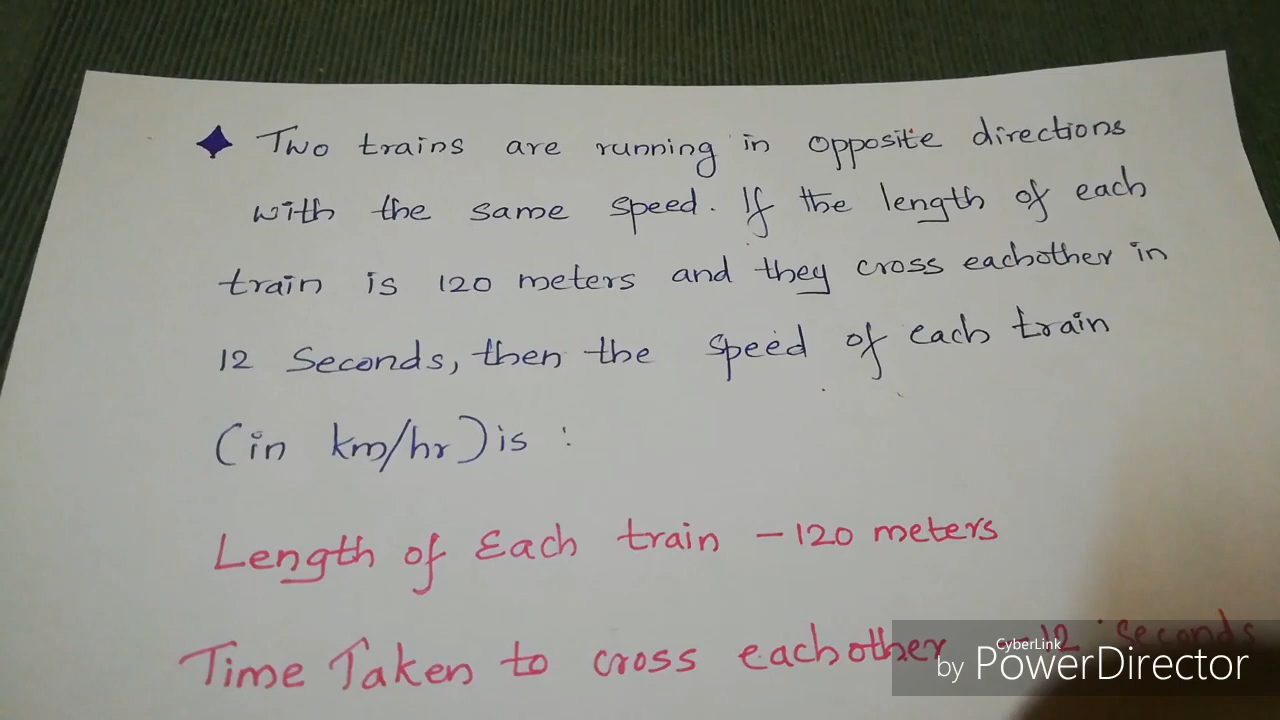 Two trains are running in opposite directions
with the same speed. If the length of each
train is 120 meters and they cross eachother in
12 Seconds, then the speed of each train
(in km/hr) is :
Length of Each train - 120 meters
Time Taken to cross eachother - 12 seconds
CyberLink
by PowerDirector